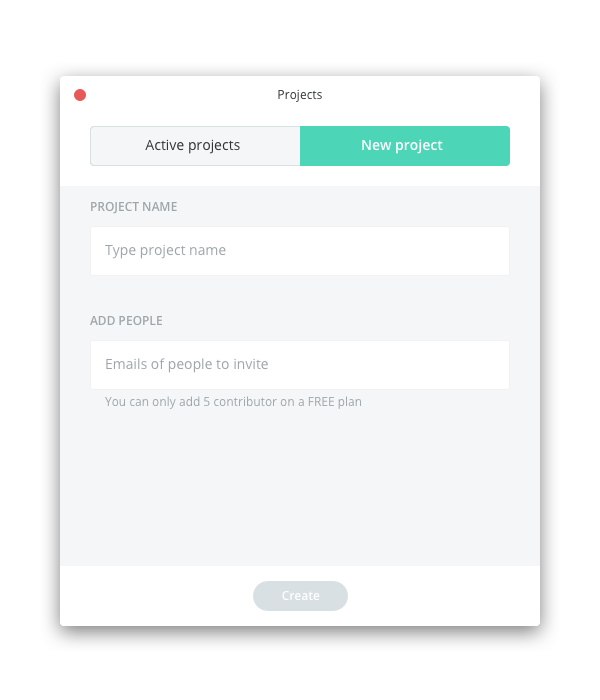 Projects
Active projects
New project
PROJECT NAME
Type project name
ADD PEOPLE
Emails of people to invite
You can only add 5 contributor on a FREE plan
Create